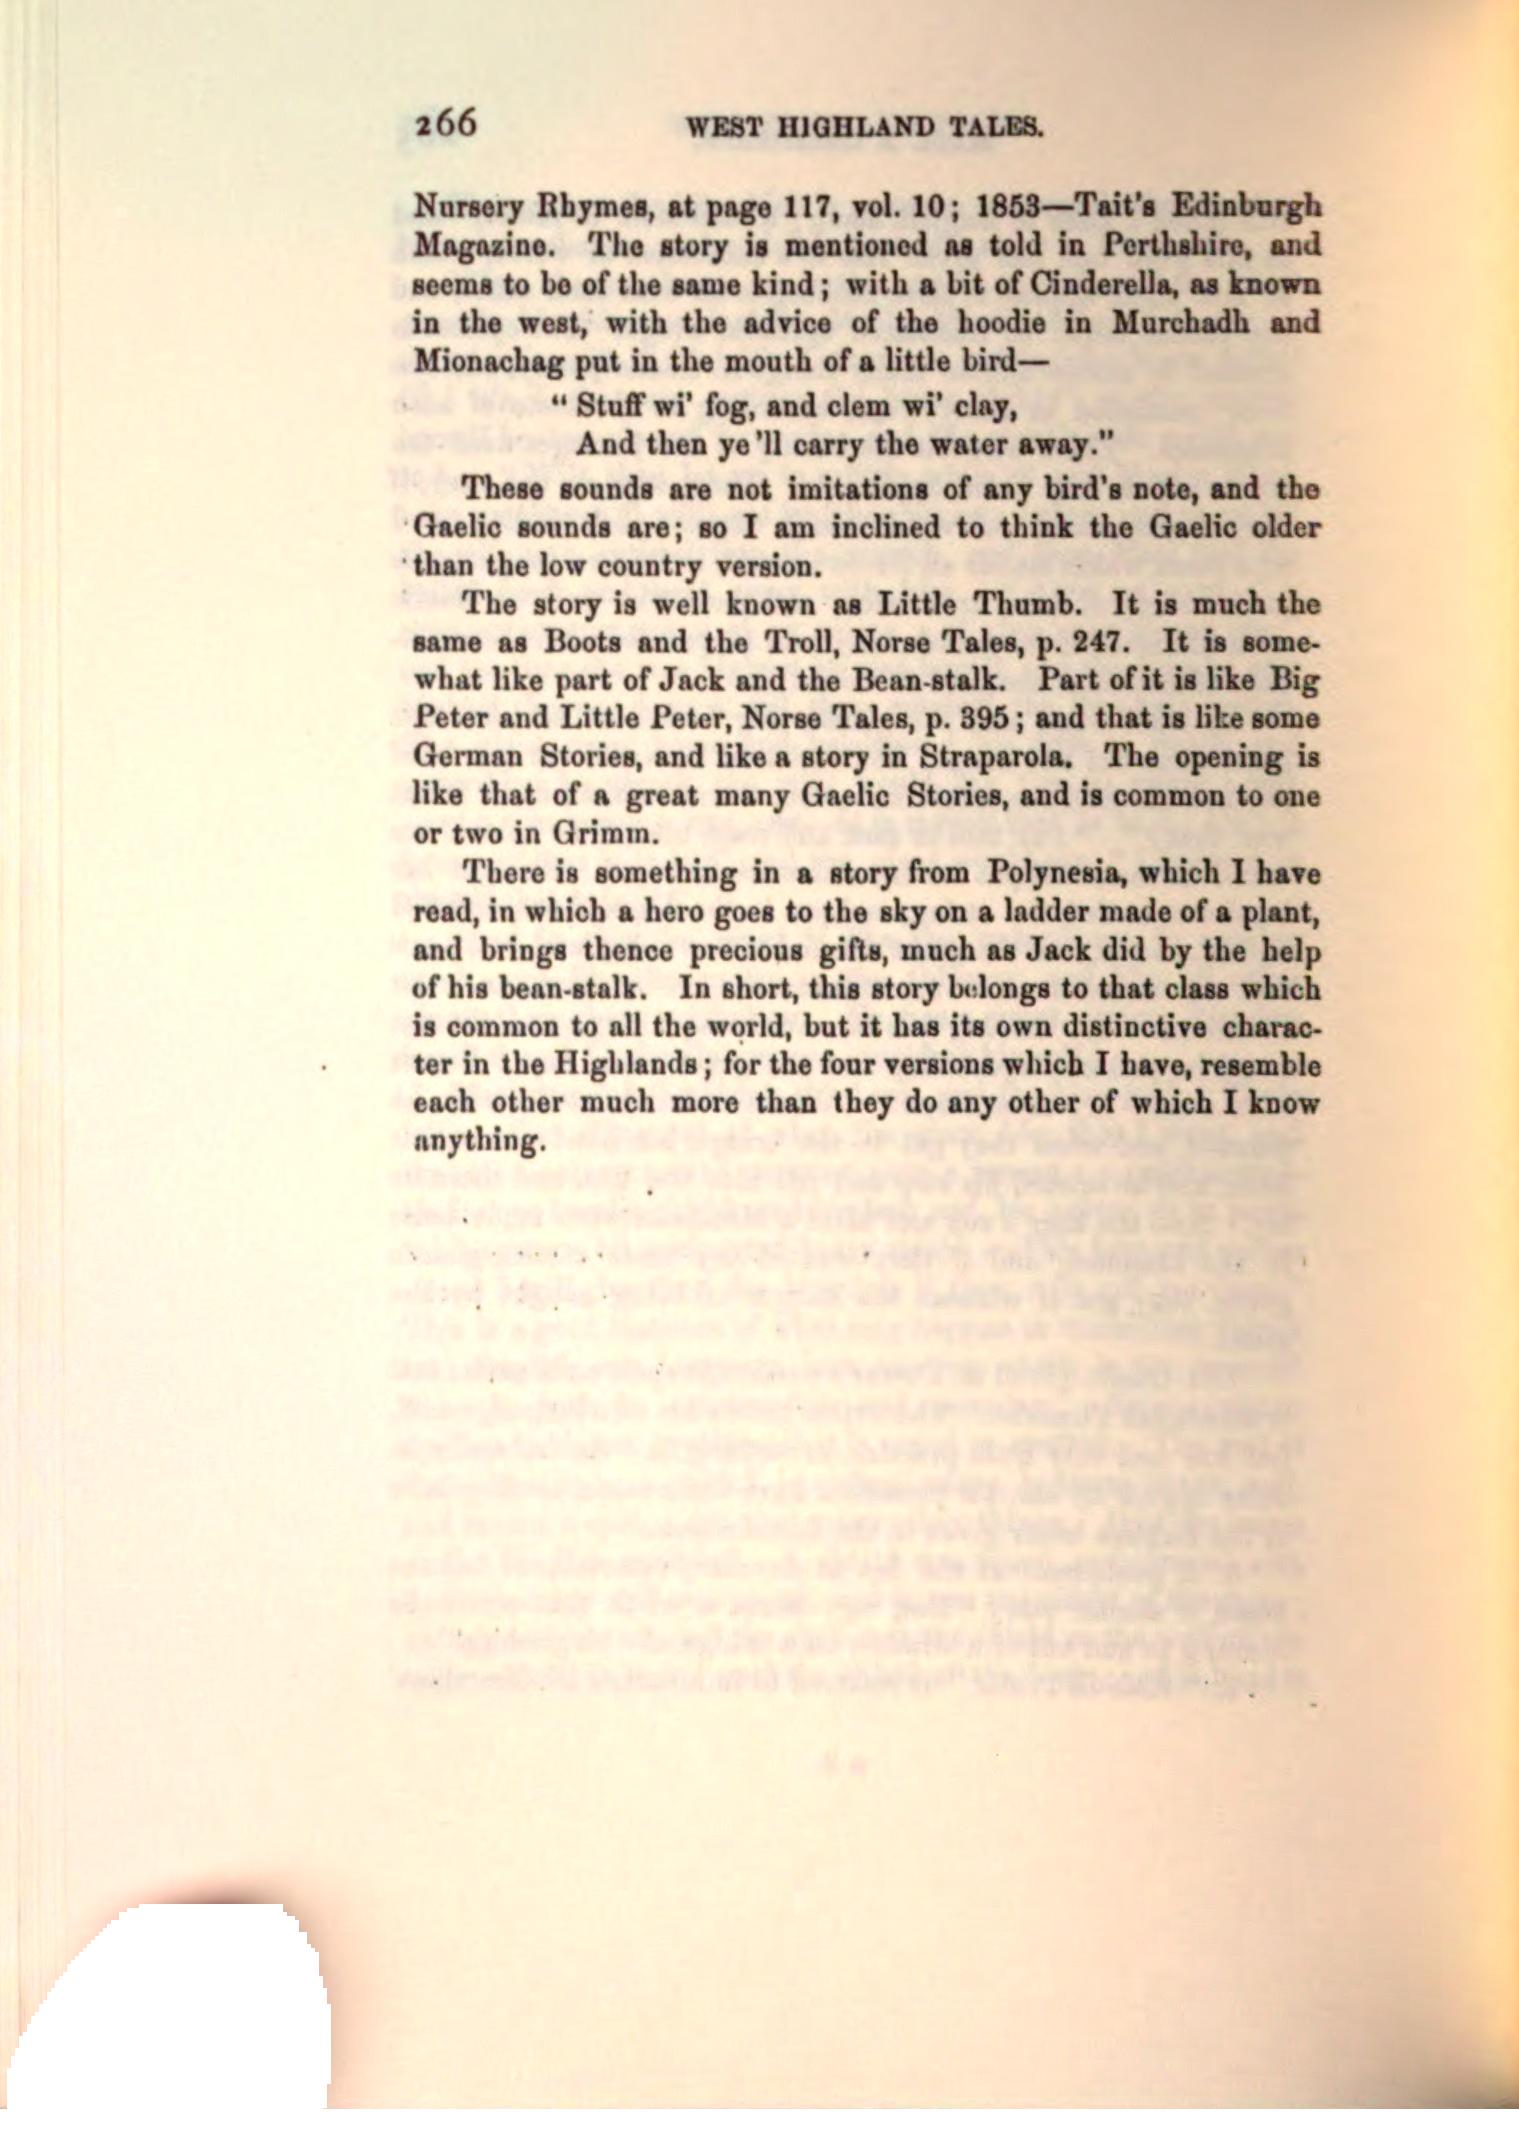 266 WEST HIGHLAND TALES.
Nursery Rhymes, at page 117, vol. 10; 1853—Tait's Edinburgh
Magazine. The story is mentioned as told in Perthshire, and
seems to be of the same kind; with a bit of Cinderella, as known
in the west, with the advice of the hoodie in Murchadh and
Mionachag put in the mouth of a little bird—
" Stuff wi' fog, and clem wi' clay,
And then ye'll carry the water away."
These sounds are not imitations of any bird's note, and the
Gaelic sounds are; so I am inclined to think the Gaelic older
than the low country version.
The story is well known as Little Thumb. It is much the
same as Boots and the Troll, Norse Tales, p. 247. It is some-
what like part of Jack and the Bean-stalk. Part of it is like Big
Peter and Little Peter, Norse Tales, p. 395; and that is like some
German Stories, and like a story in Straparola. The opening is
like that of a great many Gaelic Stories, and is common to one
or two in Grimm.
There is something in a story from Polynesia, which I have
read, in which a hero goes to the sky on a ladder made of a plant,
and brings thence precious gifts, much as Jack did by the help
of his bean-stalk. In short, this story belongs to that class which
is common to all the world, but it has its own distinctive charac-
ter in the Highlands; for the four versions which I have, resemble
each other much more than they do any other of which I know
anything.